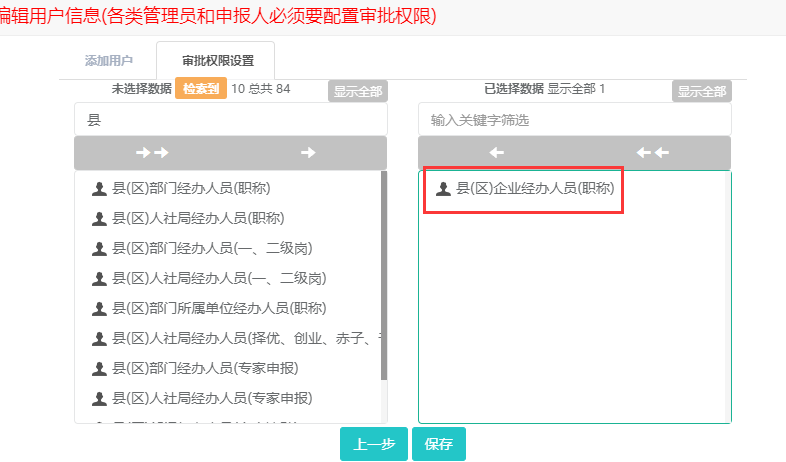 编辑用户信息(各类管理员和申报人必须要配置审批权限)
添加用户 审批权限设置
未选择数据 检索到 10 总共 84 显示全部
已选择数据 显示全部 1 显示全部
县
输入关键字筛选
县(区)部门经办人员(职称)
县(区)人社局经办人员(职称)
县(区)部门经办人员(一、二级岗)
县(区)人社局经办人员(一、二级岗)
县(区)部门所属单位经办人员(职称)
县(区)人社局经办人员(择优、创业、赤子、
县(区)部门经办人员(专家申报)
县(区)人社局经办人员(专家申报)
县(区)企业经办人员(职称)
上一步 保存